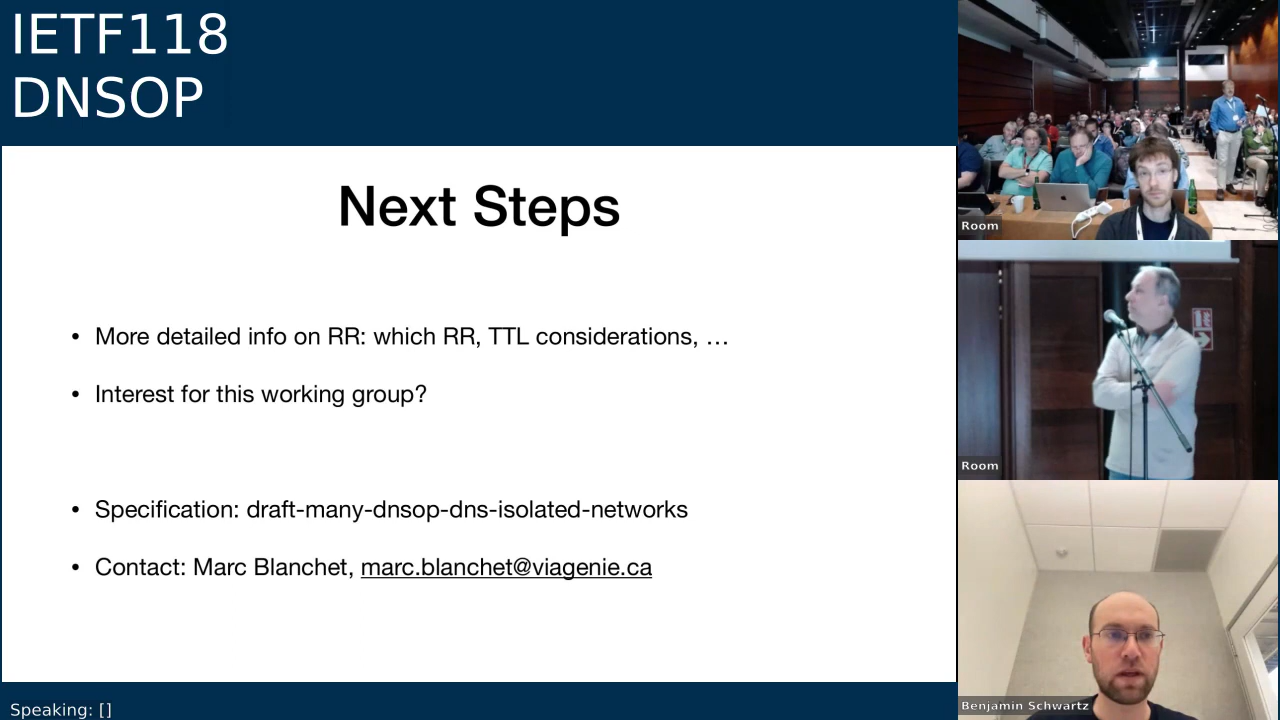 IETF118
DNSOP
Next Steps
• More detailed info on RR: which RR, TTL considerations, …
• Interest for this working group?
• Specification: draft-many-dnsop-dns-isolated-networks
• Contact: Marc Blanchet, marc.blanchet@viagenie.ca
Speaking: []
Room
Room
Benjamin Schwartz